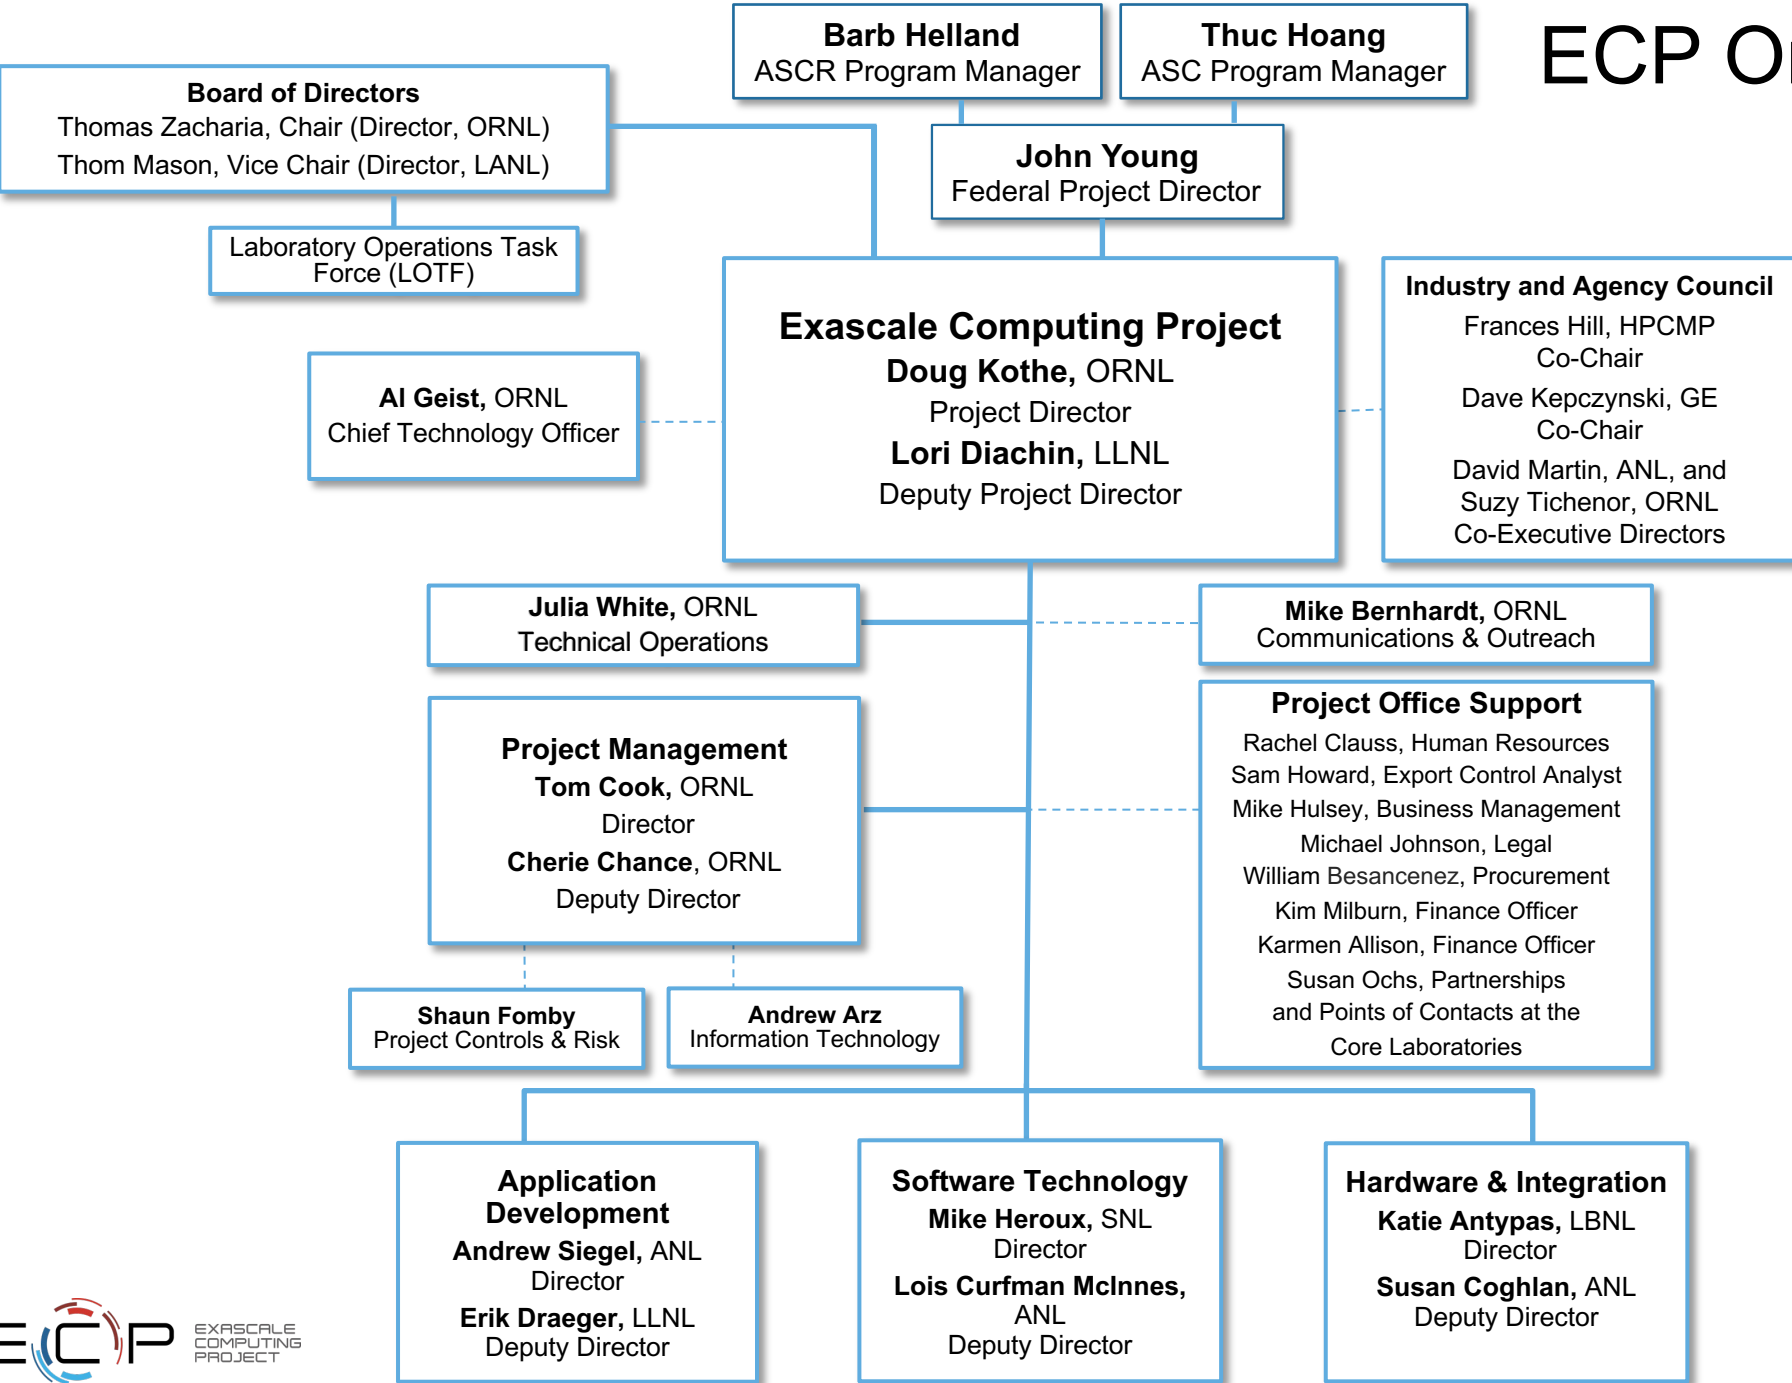 ECP Or
Barb Helland
ASCR Program Manager
Thuc Hoang
ASC Program Manager
Board of Directors
Thomas Zacharia, Chair (Director, ORNL)
Thom Mason, Vice Chair (Director, LANL)
John Young
Federal Project Director
Laboratory Operations Task
Force (LOTF)
Exascale Computing Project
Doug Kothe, ORNL
Project Director
Lori Diachin, LLNL
Deputy Project Director
Industry and Agency Council
Frances Hill, HPCMP
Co-Chair
Dave Kepczynski, GE
Co-Chair
David Martin, ANL, and
Suzy Tichenor, ORNL
Co-Executive Directors
Al Geist, ORNL
Chief Technology Officer
Julia White, ORNL
Technical Operations
Mike Bernhardt, ORNL
Communications & Outreach
Project Management
Tom Cook, ORNL
Director
Cherie Chance, ORNL
Deputy Director
Project Office Support
Rachel Clauss, Human Resources
Sam Howard, Export Control Analyst
Mike Hulsey, Business Management
Michael Johnson, Legal
William Besancenez, Procurement
Kim Milburn, Finance Officer
Karmen Allison, Finance Officer
Susan Ochs, Partnerships
and Points of Contacts at the
Core Laboratories
Shaun Fomby
Project Controls & Risk
Andrew Arz
Information Technology
Application
Development
Andrew Siegel, ANL
Director
Erik Draeger, LLNL
Deputy Director
Software Technology
Mike Heroux, SNL
Director
Lois Curfman McInnes,
ANL
Deputy Director
Hardware & Integration
Katie Antypas, LBNL
Director
Susan Coghlan, ANL
Deputy Director
ECP
EXASCALE
COMPUTING
PROJECT